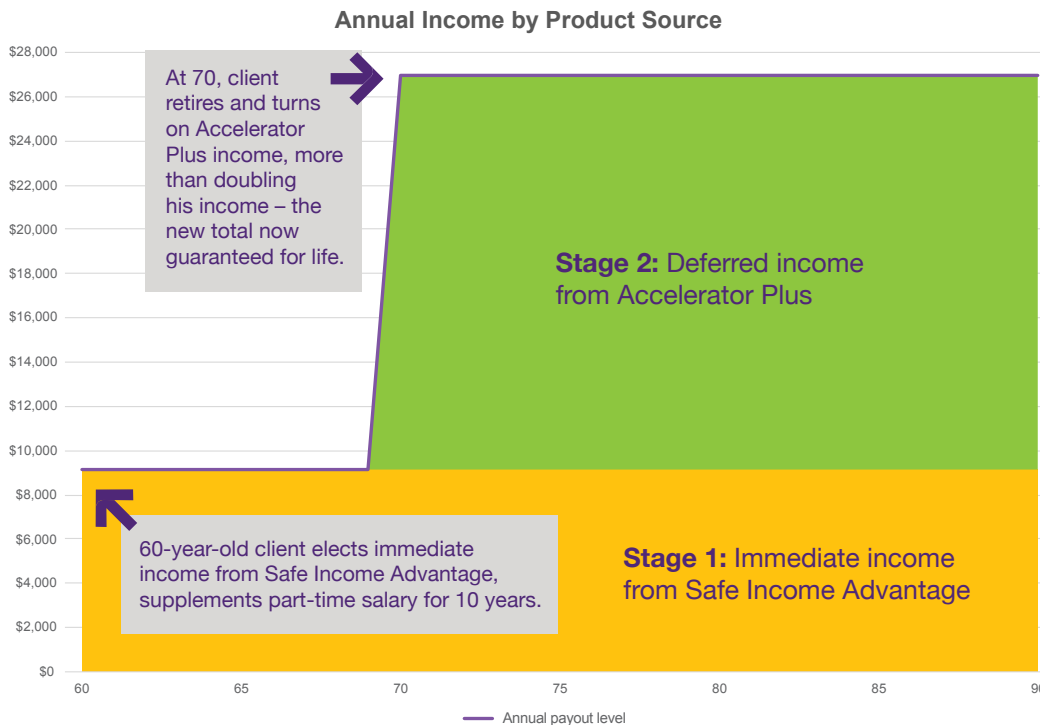 Annual Income by Product Source
$28,000
$26,000
$24,000
$22,000
$20,000
$18,000
$16,000
$14,000
$12,000
$10,000
$8,000
$6,000
$4,000
$2,000
$0
At 70, client
retires and turns
on Accelerator
Plus income, more
than doubling
his income – the
new total now
guaranteed for life.
Stage 2: Deferred income
from Accelerator Plus
60-year-old client elects immediate
income from Safe Income Advantage,
supplements part-time salary for 10 years.
Stage 1: Immediate income
from Safe Income Advantage
60 65 70 75 80 85 90
Annual payout level